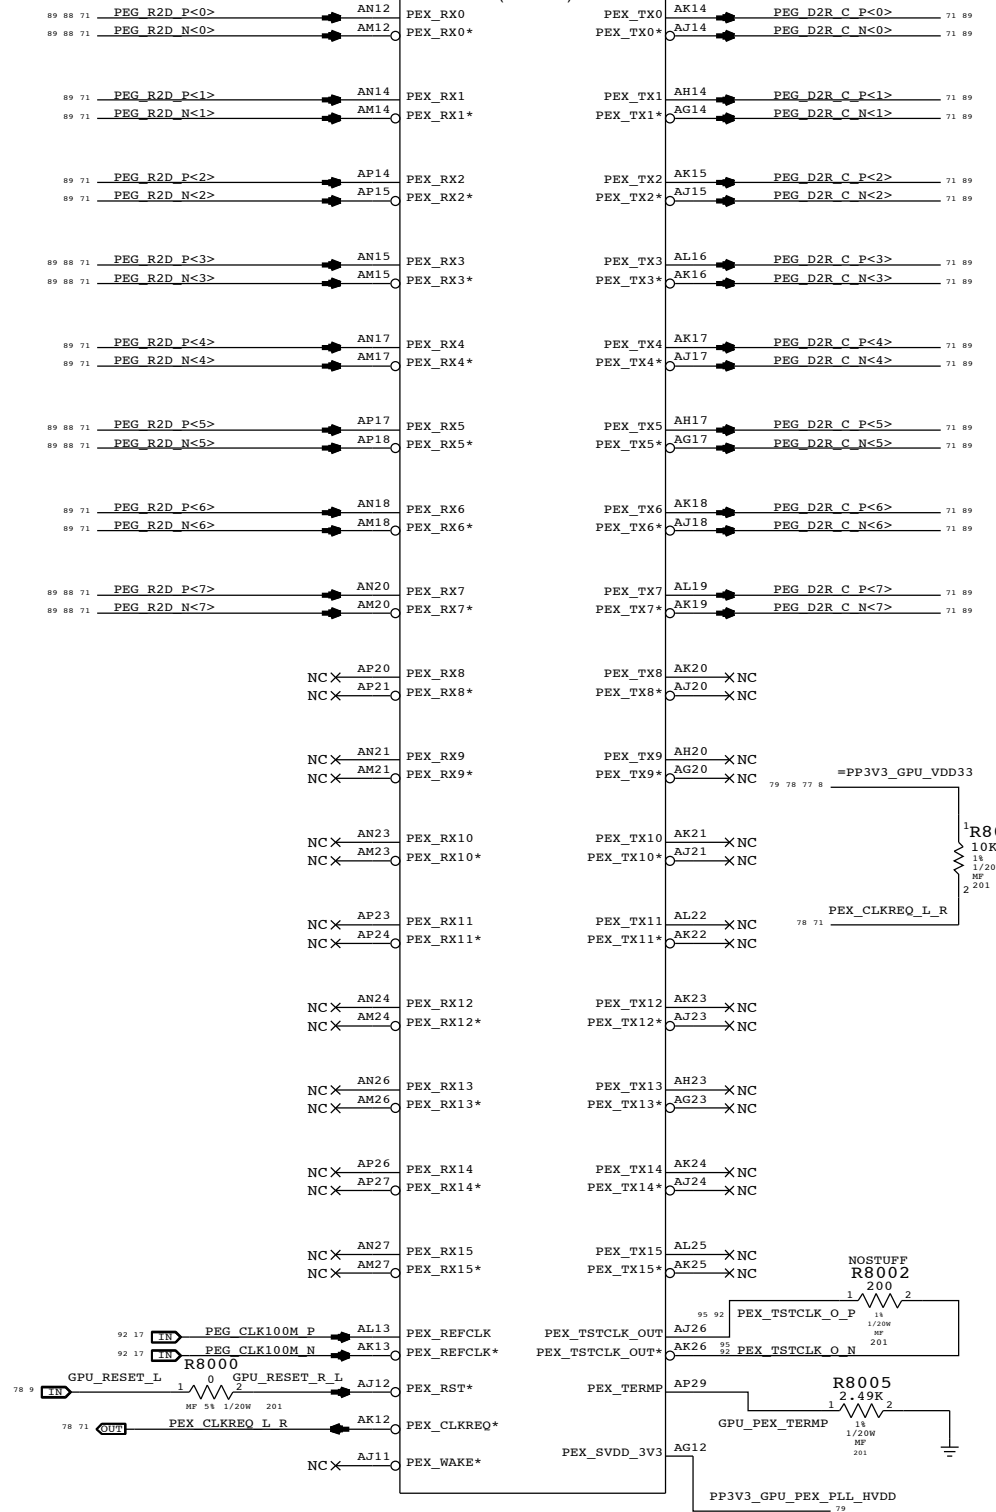 89 88 71 PEG_R2D_P<0> AN12 PEX_RX0 PEX_TX0 AK14 PEG_D2R_C_P<0> 71 89
89 88 71 PEG_R2D_N<0> AM12 PEX_RX0* PEX_TX0* AJ14 PEG_D2R_C_N<0> 71 89
89 71 PEG_R2D_P<1> AN14 PEX_RX1 PEX_TX1 AH14 PEG_D2R_C_P<1> 71 89
89 71 PEG_R2D_N<1> AM14 PEX_RX1* PEX_TX1* AG14 PEG_D2R_C_N<1> 71 89
89 71 PEG_R2D_P<2> AP14 PEX_RX2 PEX_TX2 AK15 PEG_D2R_C_P<2> 71 89
89 71 PEG_R2D_N<2> AP15 PEX_RX2* PEX_TX2* AJ15 PEG_D2R_C_N<2> 71 89
89 88 71 PEG_R2D_P<3> AN15 PEX_RX3 PEX_TX3 AL16 PEG_D2R_C_P<3> 71 89
89 88 71 PEG_R2D_N<3> AM15 PEX_RX3* PEX_TX3* AK16 PEG_D2R_C_N<3> 71 89
89 71 PEG_R2D_P<4> AN17 PEX_RX4 PEX_TX4 AK17 PEG_D2R_C_P<4> 71 89
89 71 PEG_R2D_N<4> AM17 PEX_RX4* PEX_TX4* AJ17 PEG_D2R_C_N<4> 71 89
89 88 71 PEG_R2D_P<5> AP17 PEX_RX5 PEX_TX5 AH17 PEG_D2R_C_P<5> 71 89
89 88 71 PEG_R2D_N<5> AP18 PEX_RX5* PEX_TX5* AG17 PEG_D2R_C_N<5> 71 89
89 71 PEG_R2D_P<6> AN18 PEX_RX6 PEX_TX6 AK18 PEG_D2R_C_P<6> 71 89
89 71 PEG_R2D_N<6> AM18 PEX_RX6* PEX_TX6* AJ18 PEG_D2R_C_N<6> 71 89
89 88 71 PEG_R2D_P<7> AN20 PEX_RX7 PEX_TX7 AL19 PEG_D2R_C_P<7> 71 89
89 88 71 PEG_R2D_N<7> AM20 PEX_RX7* PEX_TX7* AK19 PEG_D2R_C_N<7> 71 89
NC AP20 PEX_RX8 PEX_TX8 AK20 NC
NC AP21 PEX_RX8* PEX_TX8* AJ20 NC
NC AN21 PEX_RX9 PEX_TX9 AH20 NC
NC AM21 PEX_RX9* PEX_TX9* AG20 NC
=PP3V3_GPU_VDD33
79 78 77 8
NC AN23 PEX_RX10 PEX_TX10 AK21 NC
NC AM23 PEX_RX10* PEX_TX10* AJ21 NC
1
10K
1%
MF
201
2
PEX_CLKREQ_L_R
78 71
NC AP23 PEX_RX11 PEX_TX11 AL22 NC
NC AP24 PEX_RX11* PEX_TX11* AK22 NC
NC AN24 PEX_RX12 PEX_TX12 AK23 NC
NC AM24 PEX_RX12* PEX_TX12* AJ23 NC
NC AN26 PEX_RX13 PEX_TX13 AH23 NC
NC AM26 PEX_RX13* PEX_TX13* AG23 NC
NC AP26 PEX_RX14 PEX_TX14 AK24 NC
NC AP27 PEX_RX14* PEX_TX14* AJ24 NC
NC AN27 PEX_RX15 PEX_TX15 AL25 NC
NC AM27 PEX_RX15* PEX_TX15* AK25 NC
NOSTUFF
R8002
200
1 2
1%
1/20W
MF
201
95 92 PEX_TSTCLK_O_P
92 17 IN PEG_CLK100M_P AL13 PEX_REFCLK PEX_TSTCLK_OUT AJ26
92 17 IN PEG_CLK100M_N AK13 PEX_REFCLK* PEX_TSTCLK_OUT* AK26 95 92 PEX_TSTCLK_O_N
R8000
0
78 9 IN GPU_RESET_L 1 2 GPU_RESET_R_L AJ12 PEX_RST* PEX_TERMP AP29
MF 5% 1/20W 201
R8005
2.49K
1 2
1%
1/20W
MF
201
GPU_PEX_TERMP
78 71 OUT PEX_CLKREQ_L_R AK12 PEX_CLKREQ*
PEX_SVDD_3V3 AG12
NC AJ11 PEX_WAKE*
PP3V3_GPU_PEX_PLL_HVDD
79